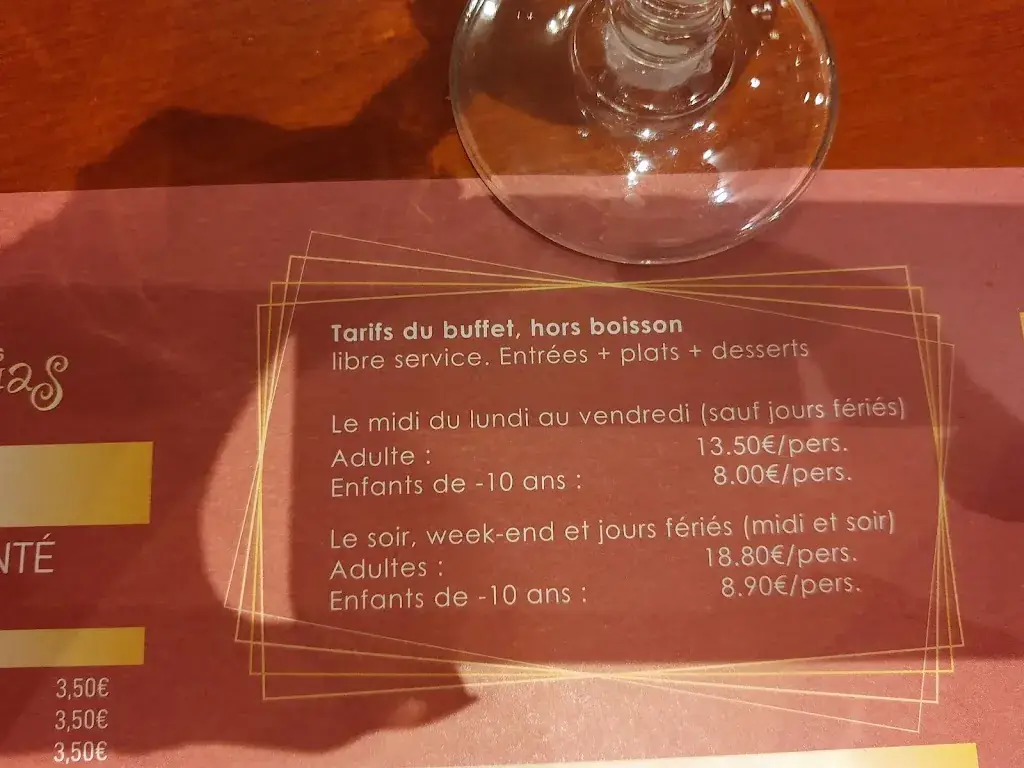 Tarifs du buffet, hors boisson
libre service. Entrées + plats + desserts
Le midi du lundi au vendredi (sauf jours fériés)
Adulte : 13.50€/pers.
Enfants de -10 ans : 8.00€/pers.
Le soir, week-end et jours fériés (midi et soir)
Adultes : 18.80€/pers.
Enfants de -10 ans : 8.90€/pers.
3,50€
3,50€
3,50€